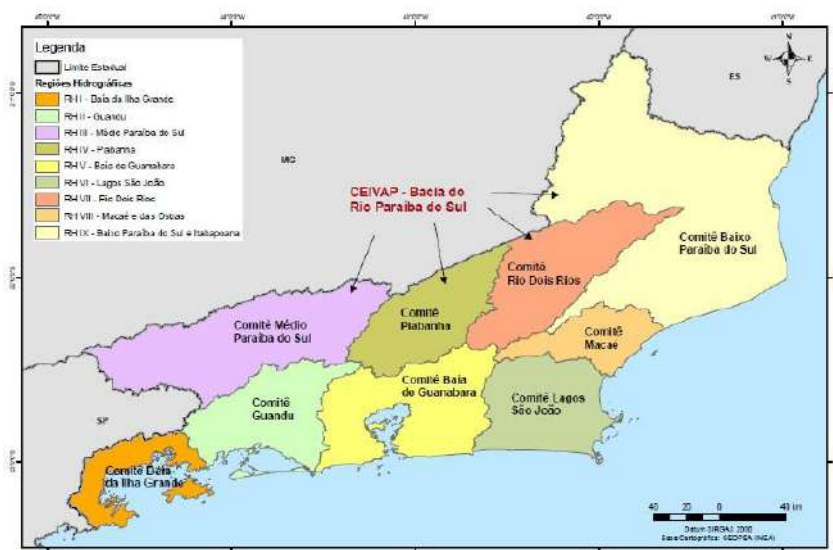 Legenda
Limite Estadual
Regiões Hidrográficas
RH I - Baía da Ilha Grande
RH II - Guandu
RH III - Médio Paraíba do Sul
RH IV - Piabanha
RH V - Baía de Guanabara
RH VI - Lagos São João
RH VII - Rio Dois Rios
RH VIII - Macaé e das Ostras
RH IX - Baixo Paraíba do Sul e Itabapoana
N
W
E
S
ES
MG
SP
CEIVAP - Bacia do
Rio Paraíba do Sul
Comitê Baixo
Paraíba do Sul
Comitê
Rio Dois Rios
Comitê
Piabanha
Comitê Médio
Paraíba do Sul
Comitê
Macaé
Comitê Baía
de Guanabara
Comitê Lagos
São João
Comitê
Guandu
Comitê Baía
da Ilha Grande
40 20 0 40 km
Datum SIRGAS 2000
Base Cartográfica: GEOPEA (INEA)